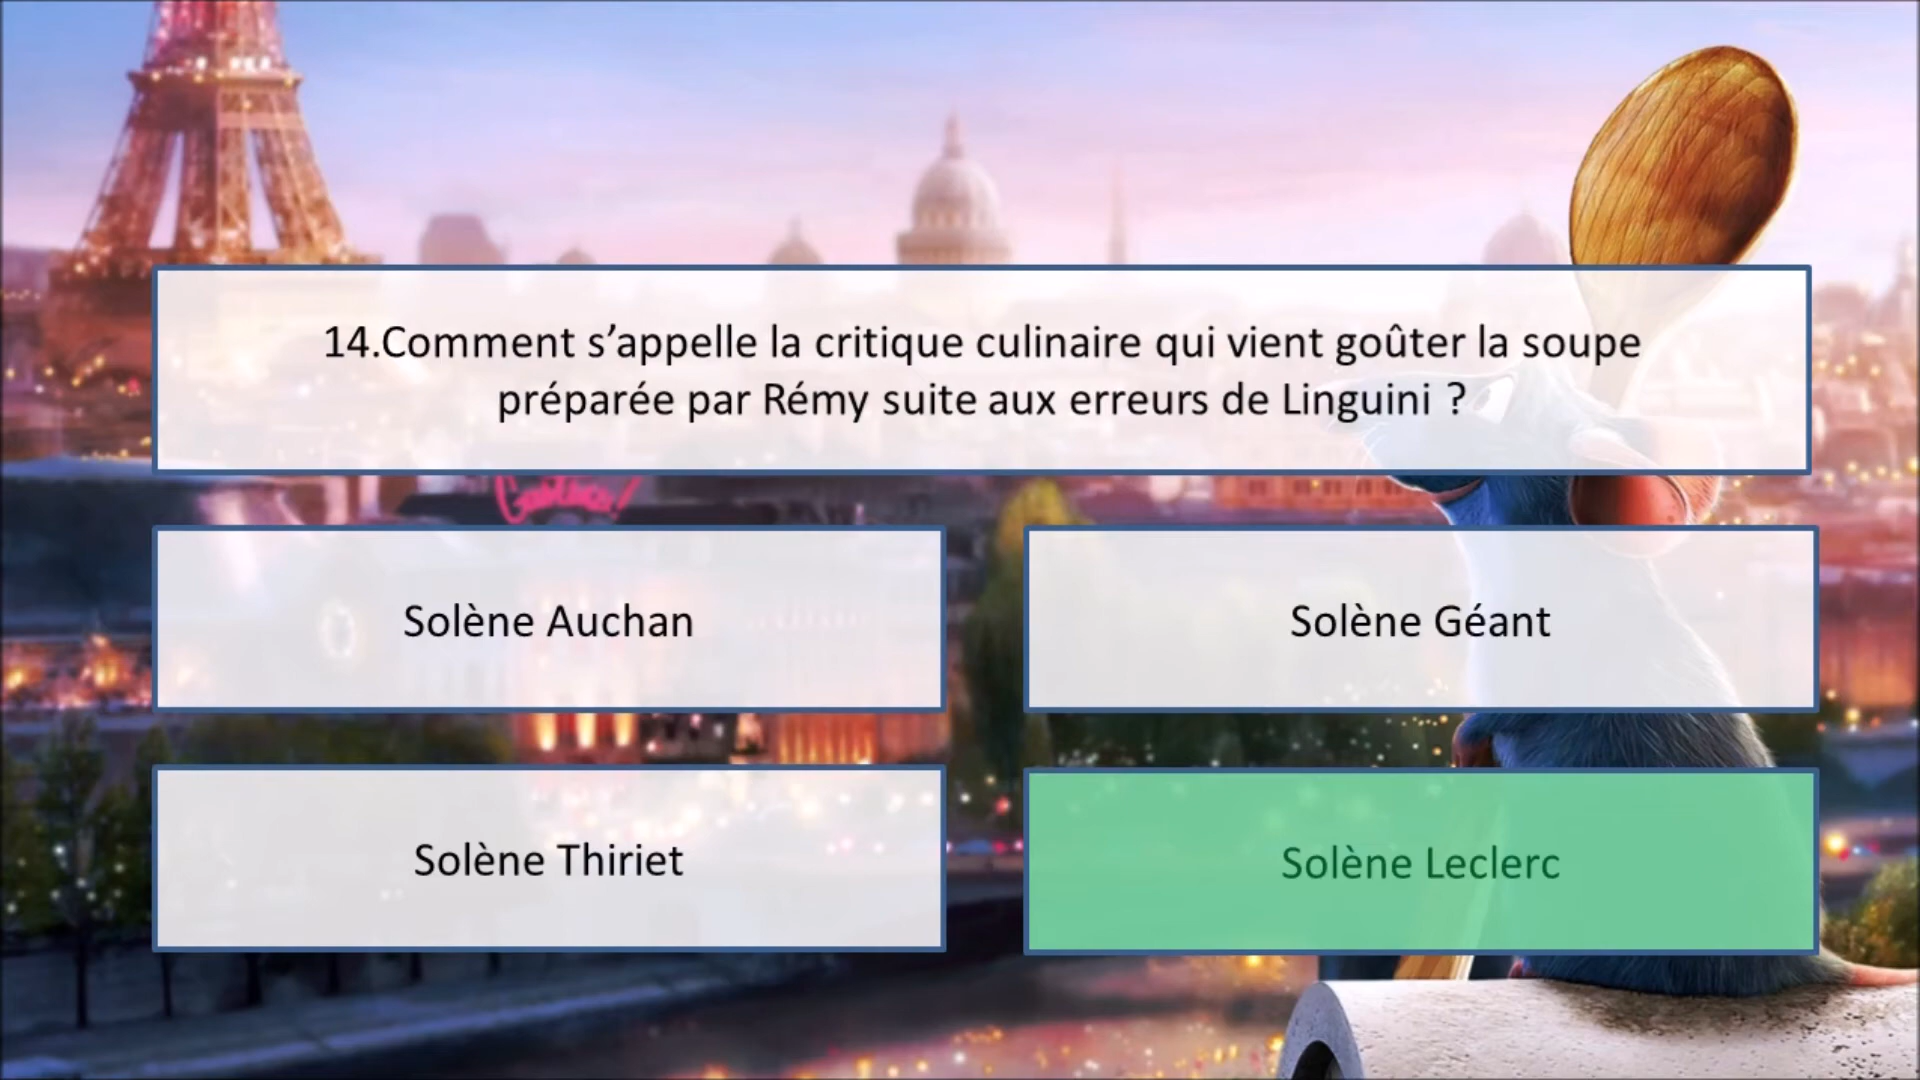 14.Comment s’appelle la critique culinaire qui vient goûter la soupe
préparée par Rémy suite aux erreurs de Linguini ?
Solène Auchan
Solène Géant
Solène Thiriet
Solène Leclerc